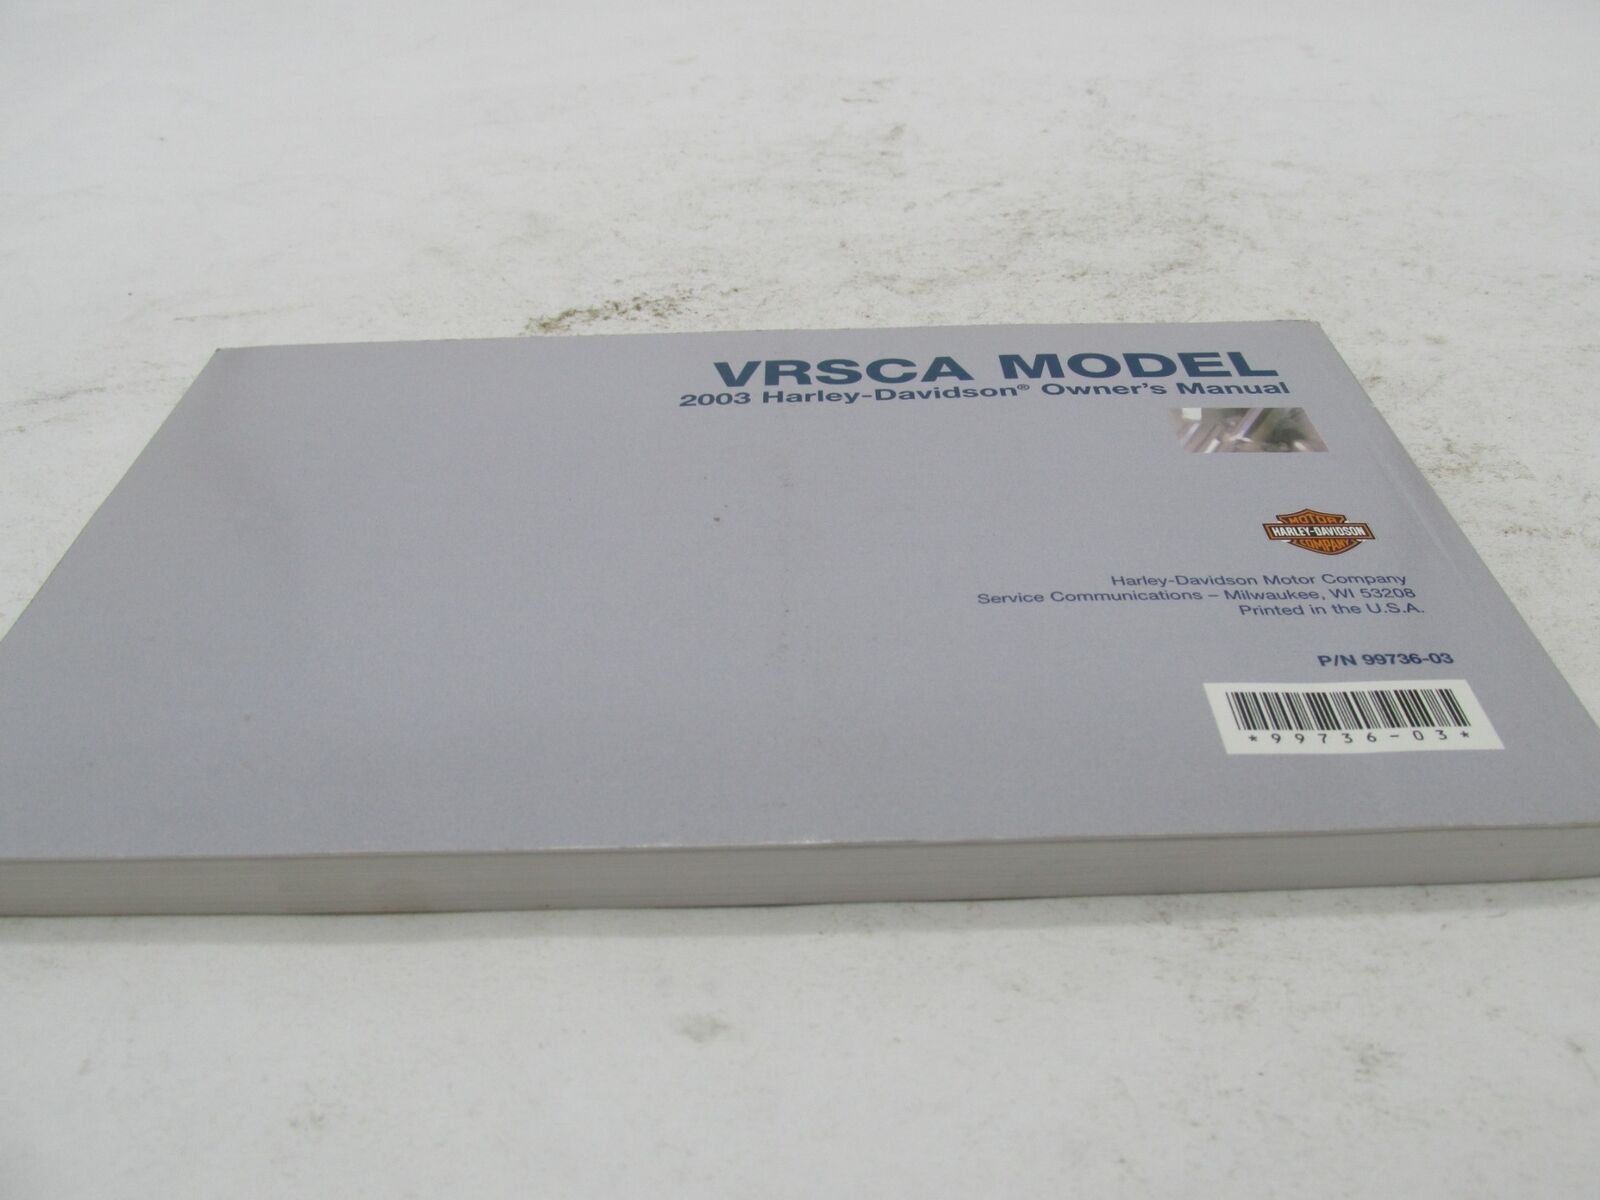 VRSCA MODEL
2003 Harley-Davidson® Owner's Manual
MOTOR
HARLEY-DAVIDSON
COMPANY
Harley-Davidson Motor Company
Service Communications – Milwaukee, WI 53208
Printed in the U.S.A.
P/N 99736-03
*99736-03*